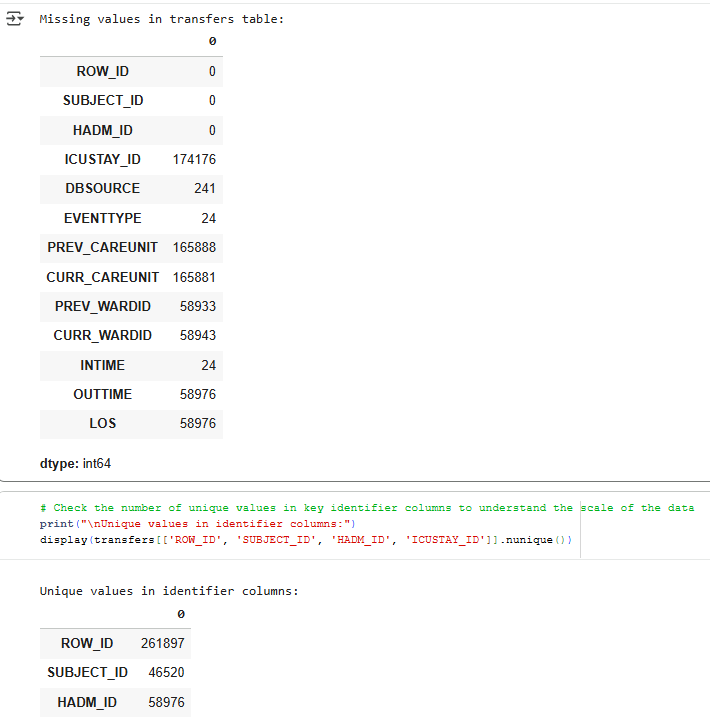 Missing values in transfers table:
0
ROW_ID 0
SUBJECT_ID 0
HADM_ID 0
ICUSTAY_ID 174176
DBSOURCE 241
EVENTTYPE 24
PREV_CAREUNIT 165888
CURR_CAREUNIT 165881
PREV_WARDID 58933
CURR_WARDID 58943
INTIME 24
OUTTIME 58976
LOS 58976
dtype: int64
# Check the number of unique values in key identifier columns to understand the scale of the data
print("\nUnique values in identifier columns:")
display(transfers[['ROW_ID', 'SUBJECT_ID', 'HADM_ID', 'ICUSTAY_ID']].nunique())
Unique values in identifier columns:
0
ROW_ID 261897
SUBJECT_ID 46520
HADM_ID 58976